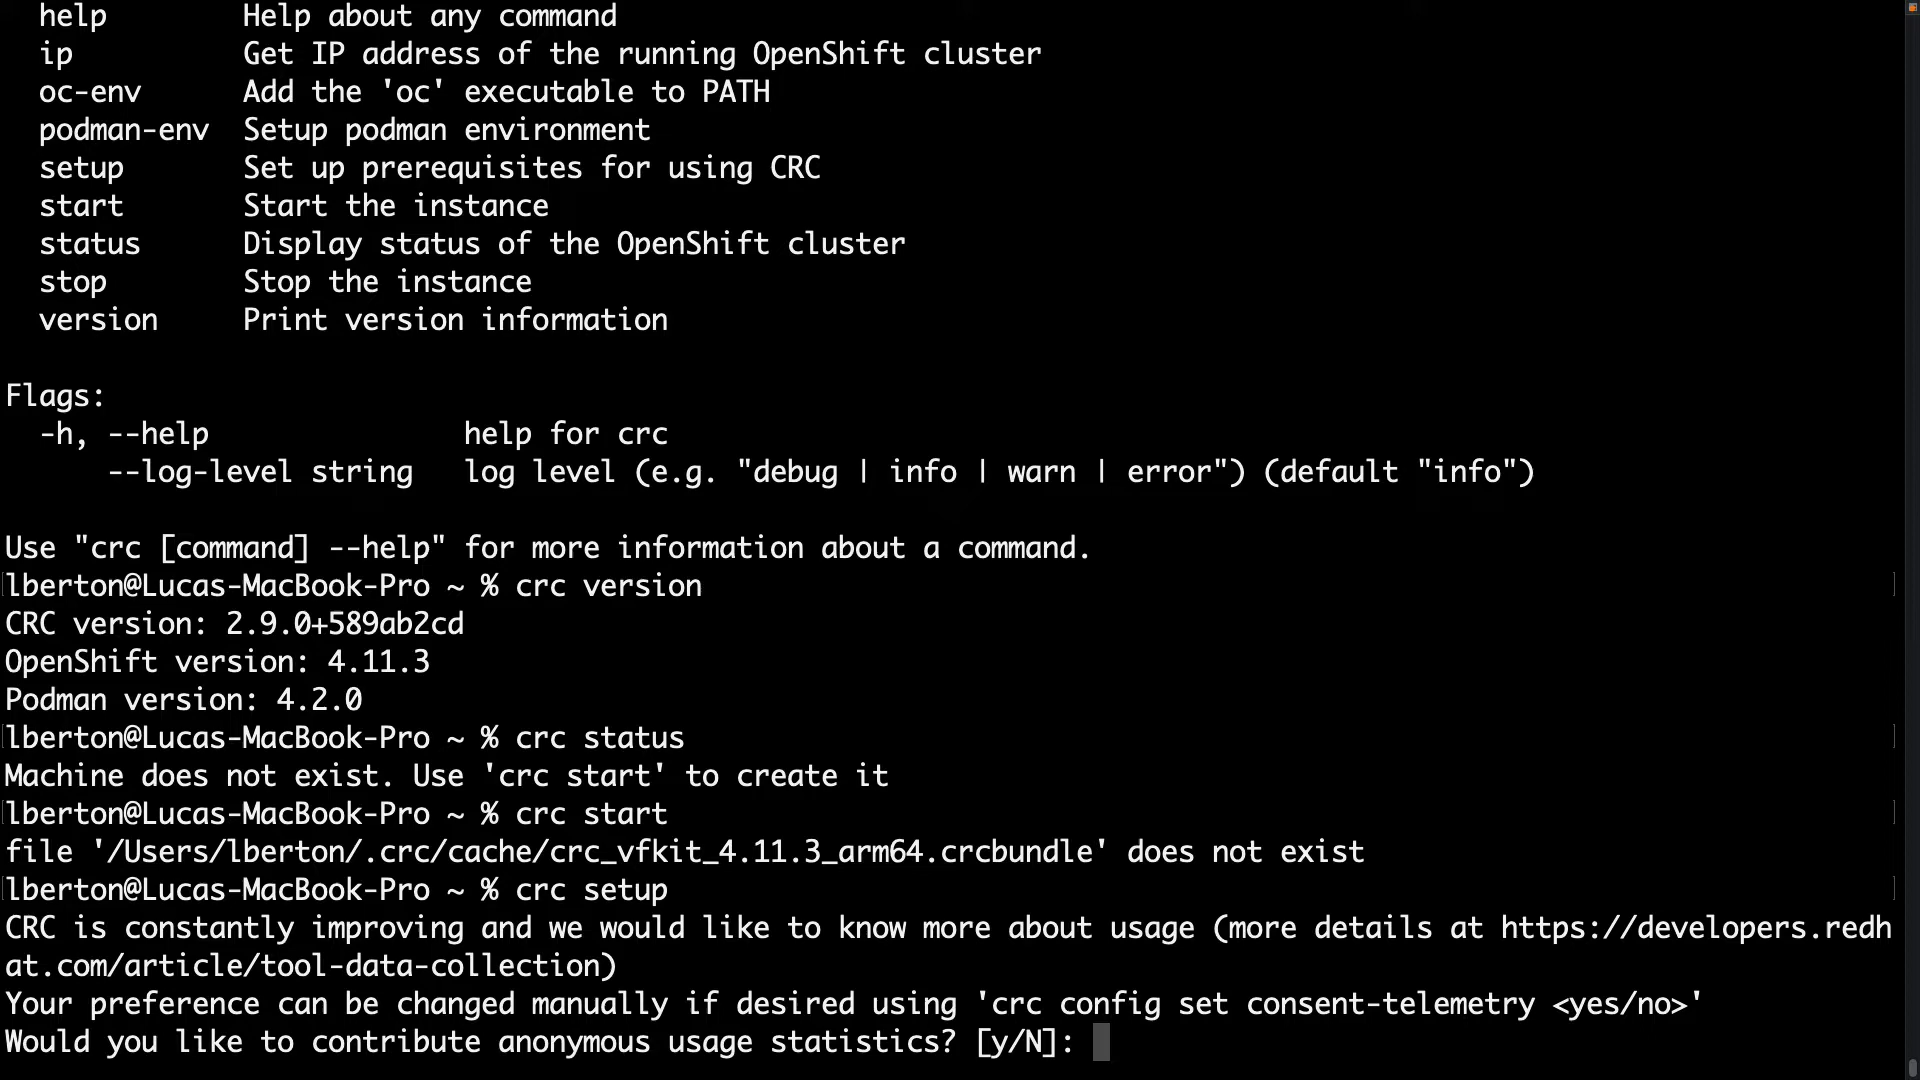 help        Help about any command
ip          Get IP address of the running OpenShift cluster
oc-env      Add the 'oc' executable to PATH
podman-env  Setup podman environment
setup       Set up prerequisites for using CRC
start       Start the instance
status      Display status of the OpenShift cluster
stop        Stop the instance
version     Print version information
Flags:
-h, --help               help for crc
--log-level string   log level (e.g. "debug | info | warn | error") (default "info")
Use "crc [command] --help" for more information about a command.
lberton@Lucas-MacBook-Pro ~ % crc version
CRC version: 2.9.0+589ab2cd
OpenShift version: 4.11.3
Podman version: 4.2.0
lberton@Lucas-MacBook-Pro ~ % crc status
Machine does not exist. Use 'crc start' to create it
lberton@Lucas-MacBook-Pro ~ % crc start
file '/Users/lberton/.crc/cache/crc_vfkit_4.11.3_arm64.crcbundle' does not exist
lberton@Lucas-MacBook-Pro ~ % crc setup
CRC is constantly improving and we would like to know more about usage (more details at https://developers.redh
at.com/article/tool-data-collection)
Your preference can be changed manually if desired using 'crc config set consent-telemetry <yes/no>'
Would you like to contribute anonymous usage statistics? [y/N]: